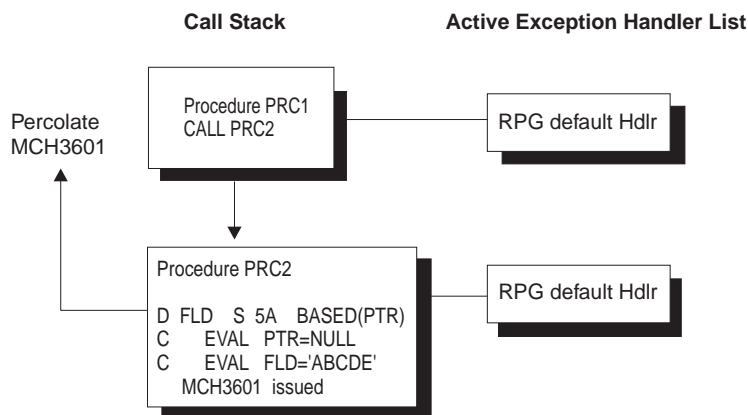 Call Stack
Active Exception Handler List
Procedure PRC1
CALL PRC2
RPG default Hdlr
Percolate
MCH3601
Procedure PRC2
D FLD S 5A BASED(PTR)
C EVAL PTR=NULL
C EVAL FLD='ABCDE'
MCH3601 issued
RPG default Hdlr